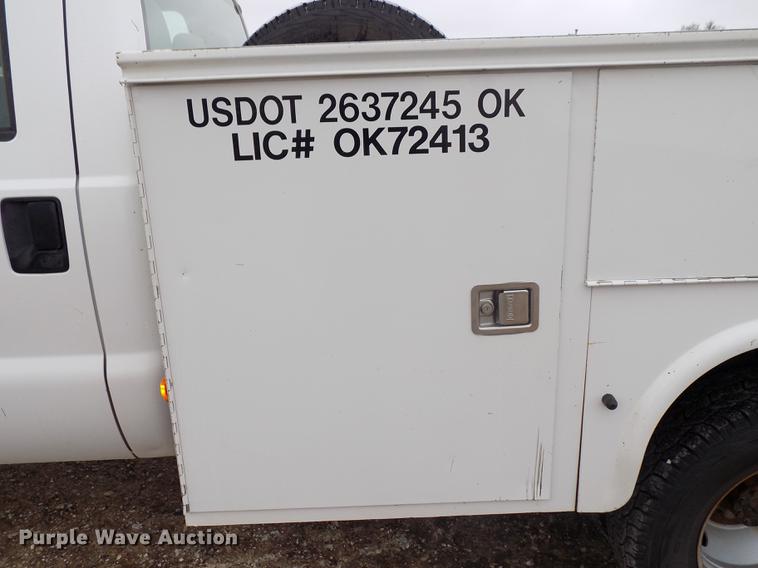 USDOT 2637245 OK
LIC# OK72413
Purple Wave Auction